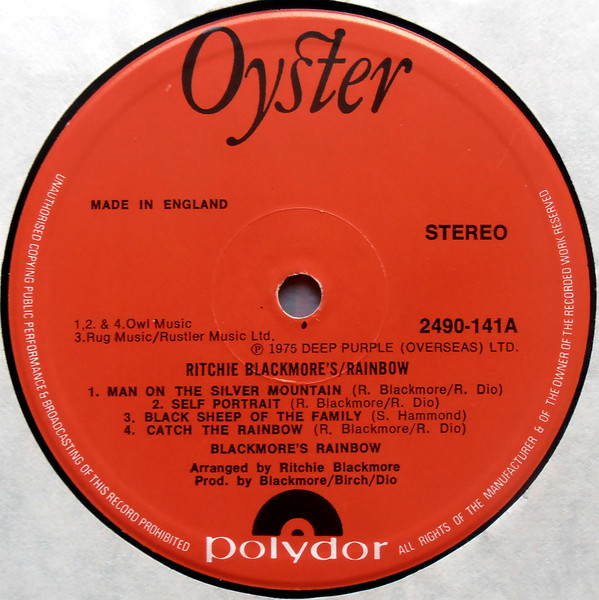 Oyster
MADE IN ENGLAND
STEREO
1,2. & 4.Owl Music
3.Rug Music/Rustler Music Ltd.
2490-141A
Ⓟ 1975 DEEP PURPLE (OVERSEAS) LTD.
RITCHIE BLACKMORE'S/RAINBOW
1. MAN ON THE SILVER MOUNTAIN (R. Blackmore/R. Dio)
2. SELF PORTRAIT (R. Blackmore/R. Dio)
3. BLACK SHEEP OF THE FAMILY (S. Hammond)
4. CATCH THE RAINBOW (R. Blackmore/R. Dio)
BLACKMORE'S RAINBOW
Arranged by Ritchie Blackmore
Prod. by Blackmore/Birch/Dio
polydor
UNAUTHORISED COPYING PUBLIC PERFORMANCE & BROADCASTING OF THIS RECORD PROHIBITED
ALL RIGHTS OF THE MANUFACTURER & OF THE OWNER OF THE RECORDED WORK RESERVED